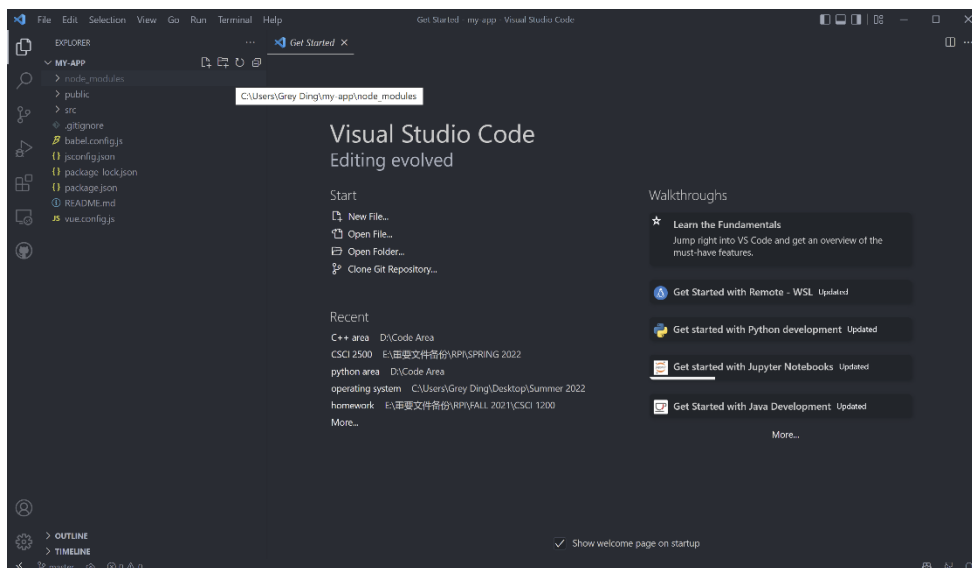 File Edit Selection View Go Run Terminal Help
Get Started - my-app - Visual Studio Code
EXPLORER
Get Started
MY-APP
node_modules
C:\Users\Grey Ding\my-app\node_modules
public
src
.gitignore
babel.config.js
jsconfig.json
package-lock.json
package.json
README.md
JS vue.config.js
Visual Studio Code
Editing evolved
Start
New File...
Open File...
Open Folder...
Clone Git Repository...
Recent
C++ area D:\Code Area
CSCI 2500 E:\重要文件备份\RPI\SPRING 2022
python area D:\Code Area
operating system C:\Users\Grey Ding\Desktop\Summer 2022
homework E:\重要文件备份\RPI\FALL 2021\CSCI 1200
More...
Walkthroughs
Learn the Fundamentals
Jump right into VS Code and get an overview of the
must-have features.
Get Started with Remote - WSL Updated
Get started with Python development Updated
Get started with Jupyter Notebooks Updated
Get Started with Java Development Updated
More...
Show welcome page on startup
OUTLINE
TIMELINE
master 0 0